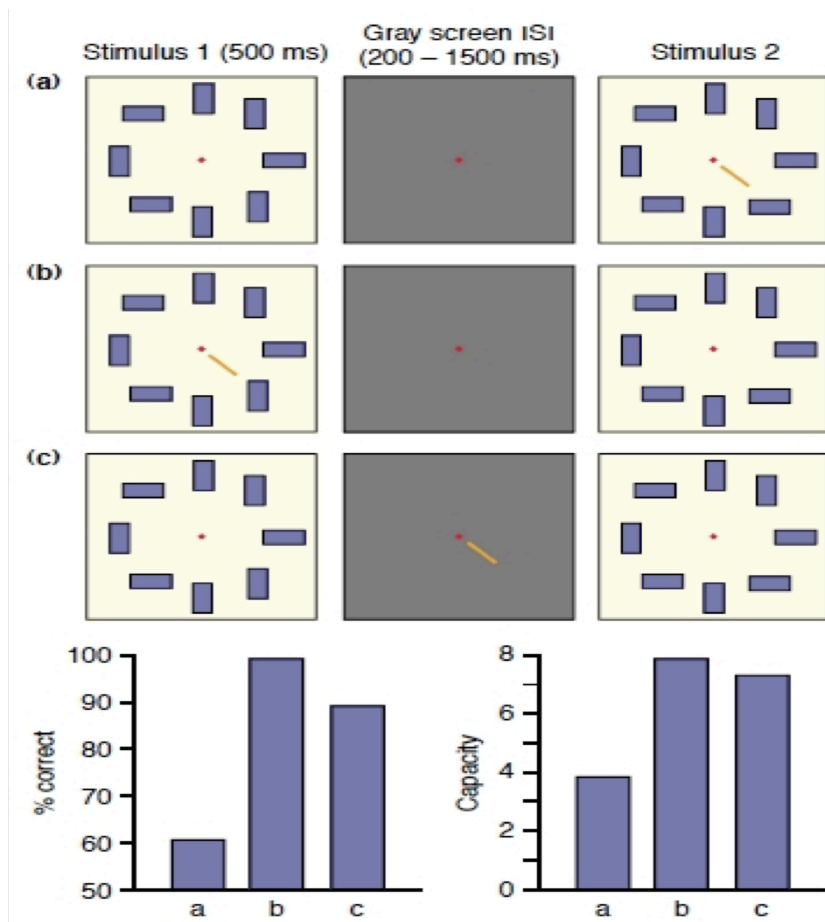 Gray screen ISI
Stimulus 1 (500 ms) (200 – 1500 ms) Stimulus 2
(a)
(b)
(c)
100
90
80
70
60
50
% correct
a b c
8
6
4
2
0
Capacity
a b c